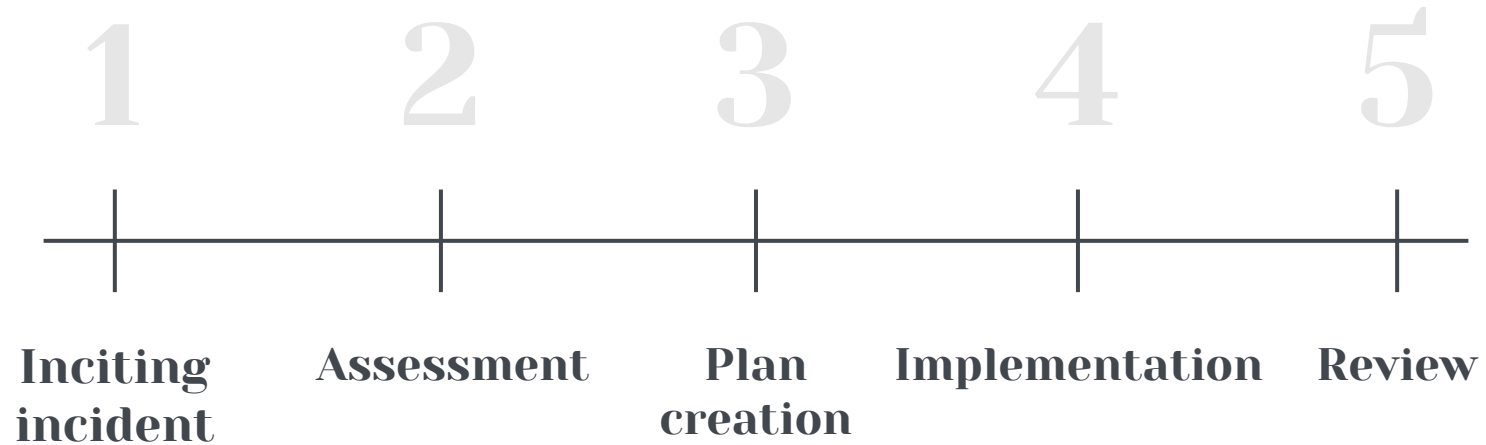 1 2 3 4 5
Inciting incident
Assessment
Plan creation
Implementation
Review